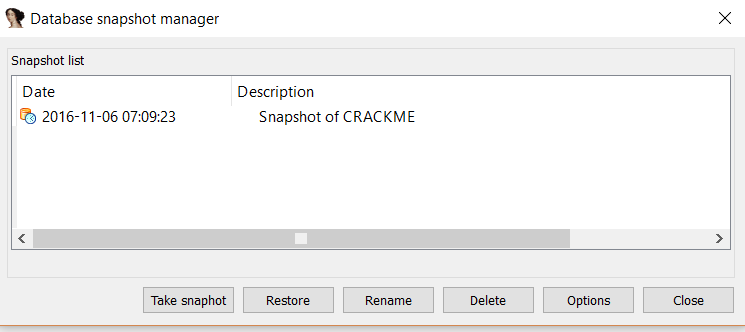 Database snapshot manager
Snapshot list
Date Description
2016-11-06 07:09:23 Snapshot of CRACKME
Take snaphot Restore Rename Delete Options Close